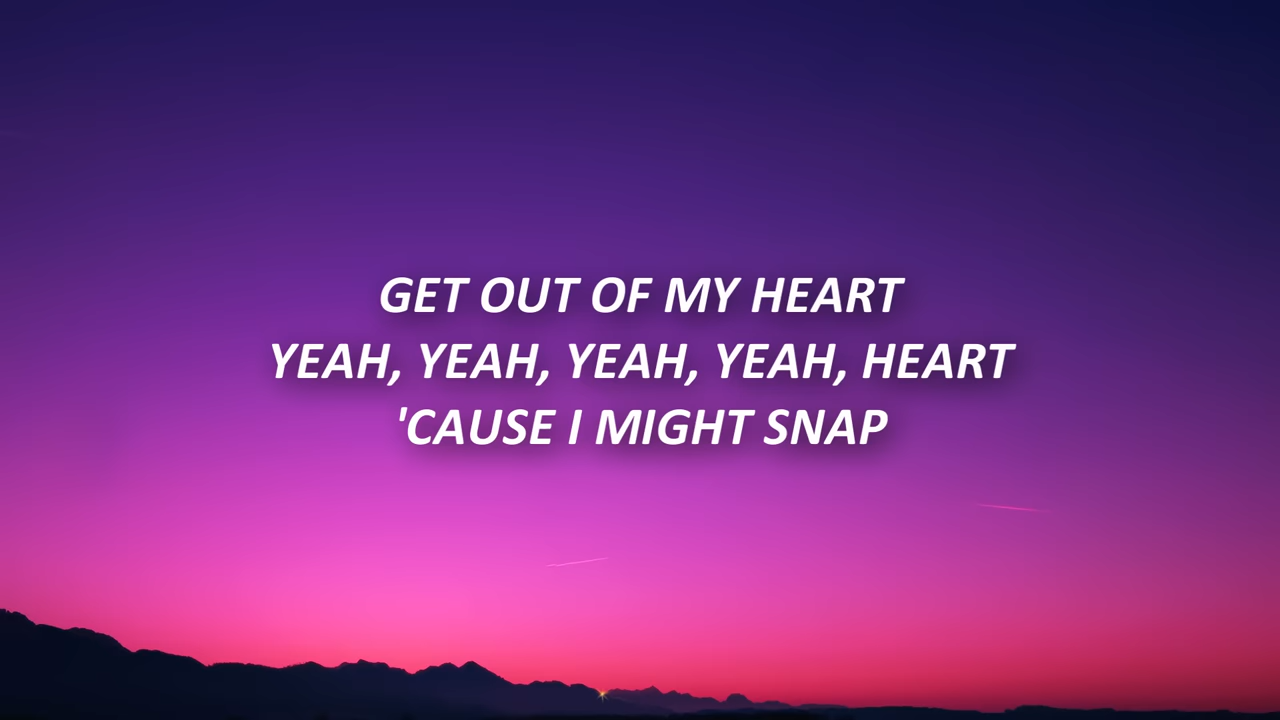 GET OUT OF MY HEART
YEAH, YEAH, YEAH, YEAH, HEART
'CAUSE I MIGHT SNAP